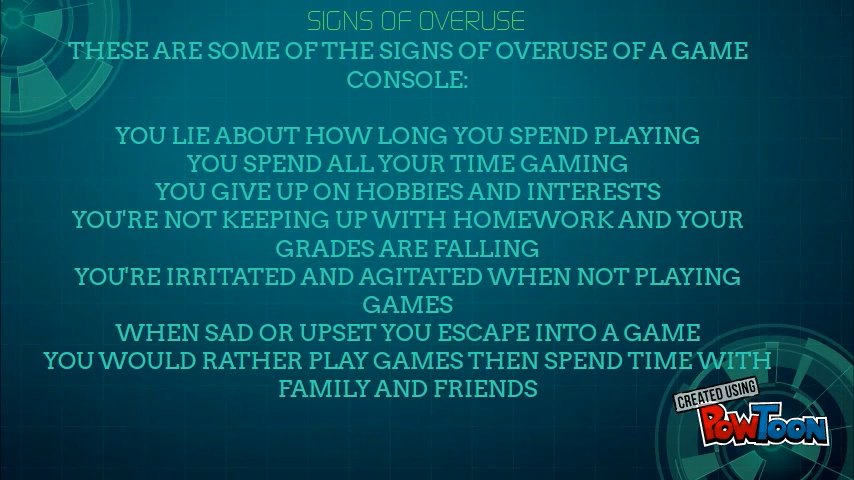 SIGNS OF OVERUSE
THESE ARE SOME OF THE SIGNS OF OVERUSE OF A GAME
CONSOLE:
YOU LIE ABOUT HOW LONG YOU SPEND PLAYING
YOU SPEND ALL YOUR TIME GAMING
YOU GIVE UP ON HOBBIES AND INTERESTS
YOU'RE NOT KEEPING UP WITH HOMEWORK AND YOUR
GRADES ARE FALLING
YOU'RE IRRITATED AND AGITATED WHEN NOT PLAYING
GAMES
WHEN SAD OR UPSET YOU ESCAPE INTO A GAME
YOU WOULD RATHER PLAY GAMES THEN SPEND TIME WITH
FAMILY AND FRIENDS
CREATED USING
POWTOON